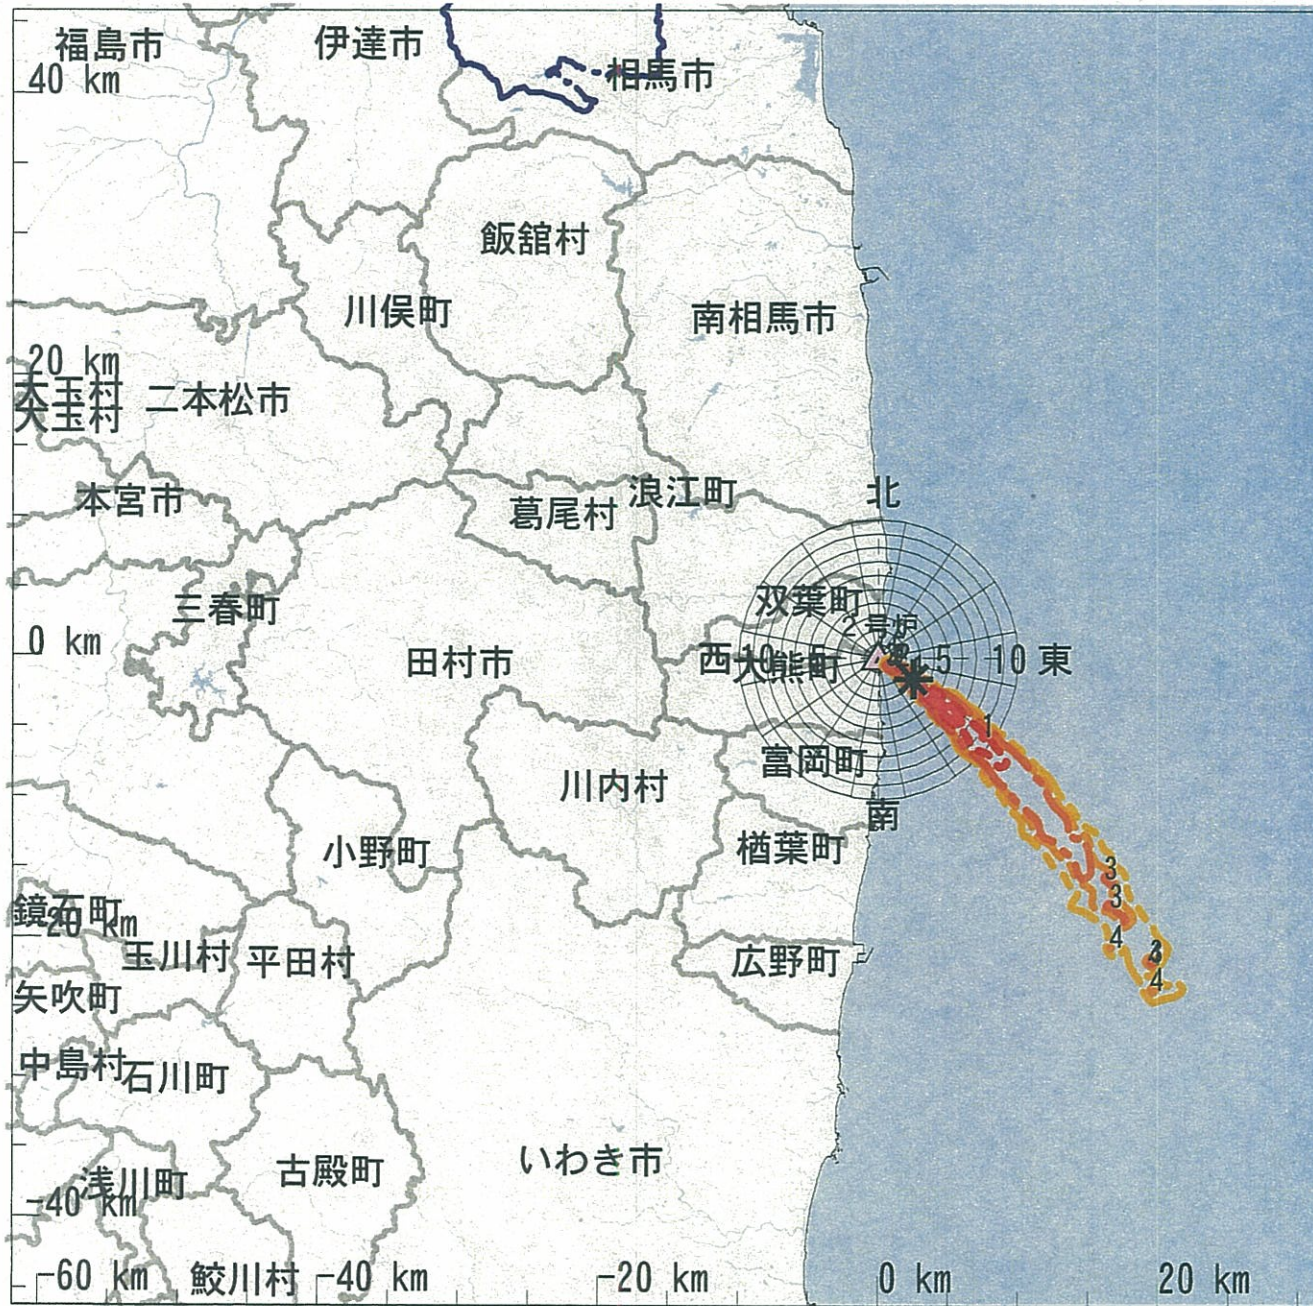 福島市
伊達市
40 km
相馬市
飯舘村
川俣町
南相馬市
20 km
大玉村
二本松市
大玉村
本宮市
葛尾村
浪江町
北
三春町
双葉町
2号炉
0 km
田村市
西 10 5
大熊町
5 10 東
1
富岡町
川内村
南
小野町
楢葉町
3
3
鏡石町
-20 km
4
3
玉川村
平田村
広野町
4
矢吹町
中島村
石川町
いわき市
浅川町
古殿町
-40 km
-60 km
鮫川村
-40 km
-20 km
0 km
20 km